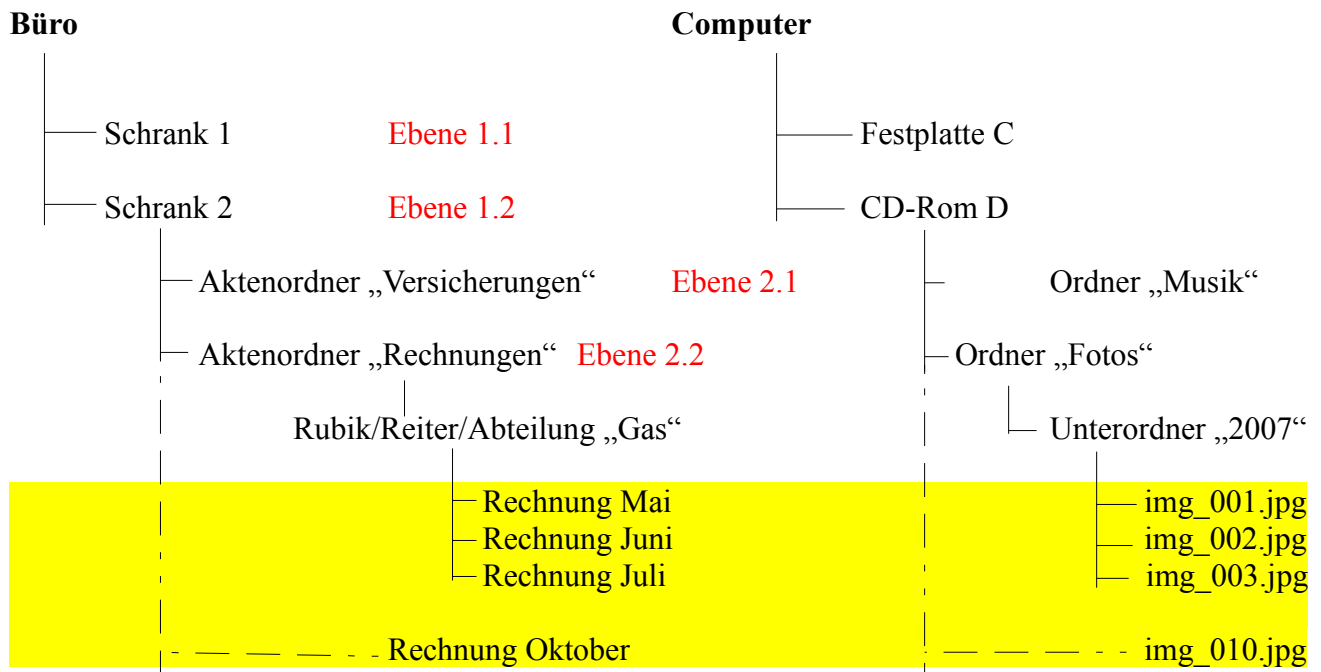 Büro Computer
Schrank 1 Ebene 1.1 Festplatte C
Schrank 2 Ebene 1.2 CD-Rom D
Aktenordner „Versicherungen“ Ebene 2.1 Ordner „Musik“
Aktenordner „Rechnungen“ Ebene 2.2 Ordner „Fotos“
Rubik/Reiter/Abteilung „Gas“ Unterordner „2007“
Rechnung Mai img_001.jpg
Rechnung Juni img_002.jpg
Rechnung Juli img_003.jpg
Rechnung Oktober img_010.jpg